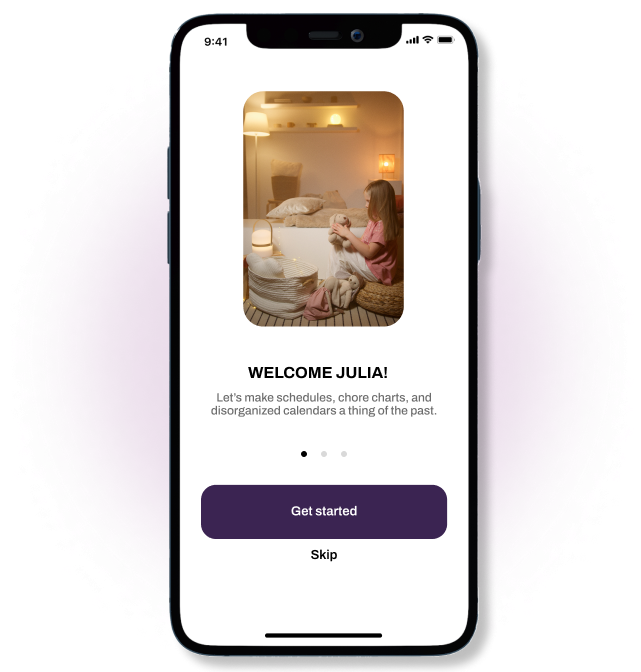 9:41
WELCOME JULIA!
Let's make schedules, chore charts, and
disorganized calendars a thing of the past.
Get started
Skip